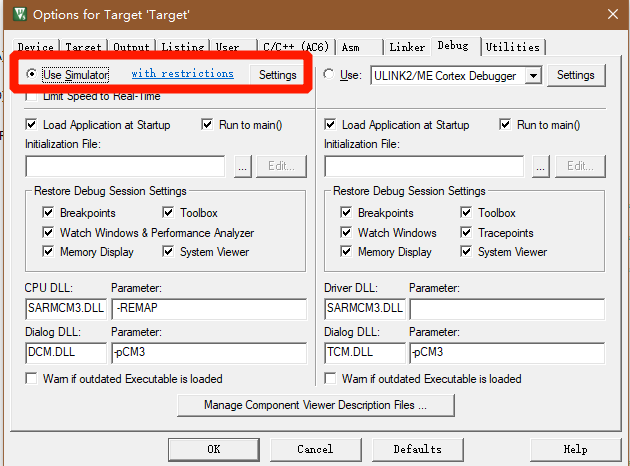 Options for Target 'Target'
Device Target Output Listing User C/C++ (AC6) Asm Linker Debug Utilities
Use Simulator with restrictions Settings
Use: ULINK2/ME Cortex Debugger Settings
Limit Speed to Real-Time
Load Application at Startup Run to main()
Load Application at Startup Run to main()
Initialization File:
Initialization File:
... Edit...
... Edit...
Restore Debug Session Settings
Breakpoints Toolbox
Watch Windows & Performance Analyzer
Memory Display System Viewer
Restore Debug Session Settings
Breakpoints Toolbox
Watch Windows Tracepoints
Memory Display System Viewer
CPU DLL: Parameter:
SARMCM3.DLL -REMAP
Dialog DLL: Parameter:
DCM.DLL -pCM3
Driver DLL: Parameter:
SARMCM3.DLL
Dialog DLL: Parameter:
TCM.DLL -pCM3
Warn if outdated Executable is loaded
Warn if outdated Executable is loaded
Manage Component Viewer Description Files ...
OK Cancel Defaults Help